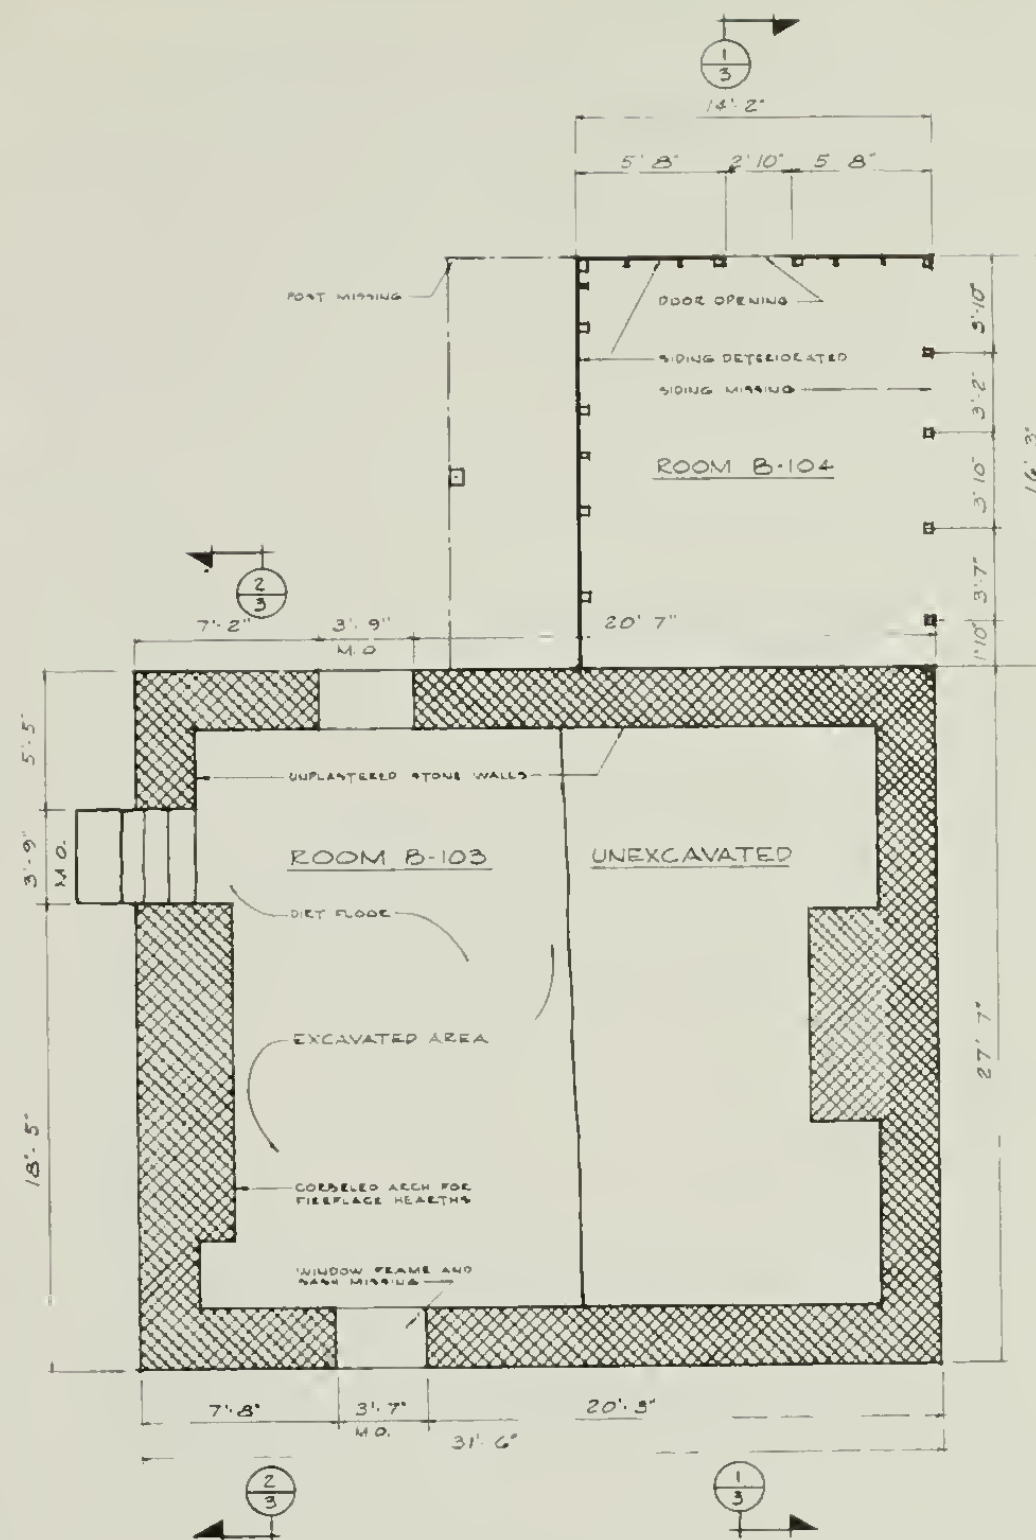 1
3
14'-2"
5'-8"
2'10"
5'-8"
POST MISSING
DOOR OPENING
SIDING DETERIORATED
SIDING MISSING
ROOM B-104
3'-10"
3'-2"
3'10"
3'-7"
1'10"
16'-3"
2
3
7'-2"
3'-9"
M.O.
20'7"
5'-5"
3'-9"
M.O.
18'-5"
UNPLASTERED STONE WALLS
ROOM B-103
UNEXCAVATED
DIRT FLOOR
EXCAVATED AREA
27'7"
CORBELED ARCH FOR
FIREPLACE HEARTHS
WINDOW FRAME AND
SASH MISSING
7'-8"
3'-7"
M.O.
20'-3"
31'-6"
2
3
1
3